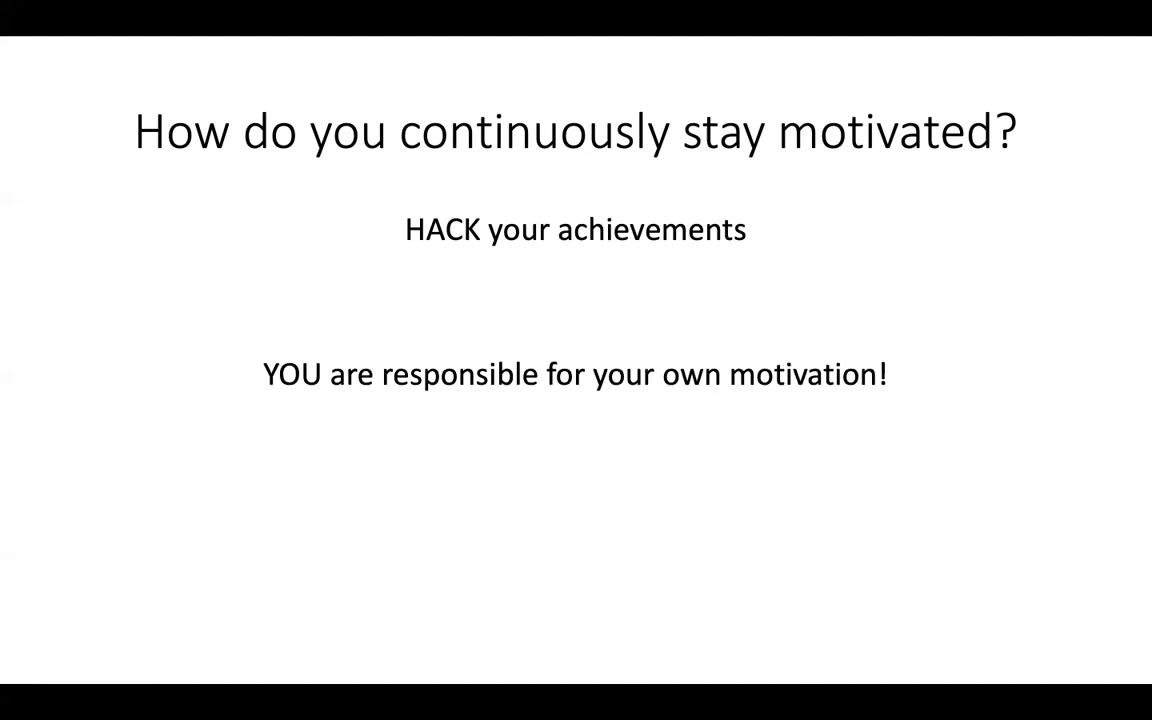 How do you continuously stay motivated?
HACK your achievements
YOU are responsible for your own motivation!